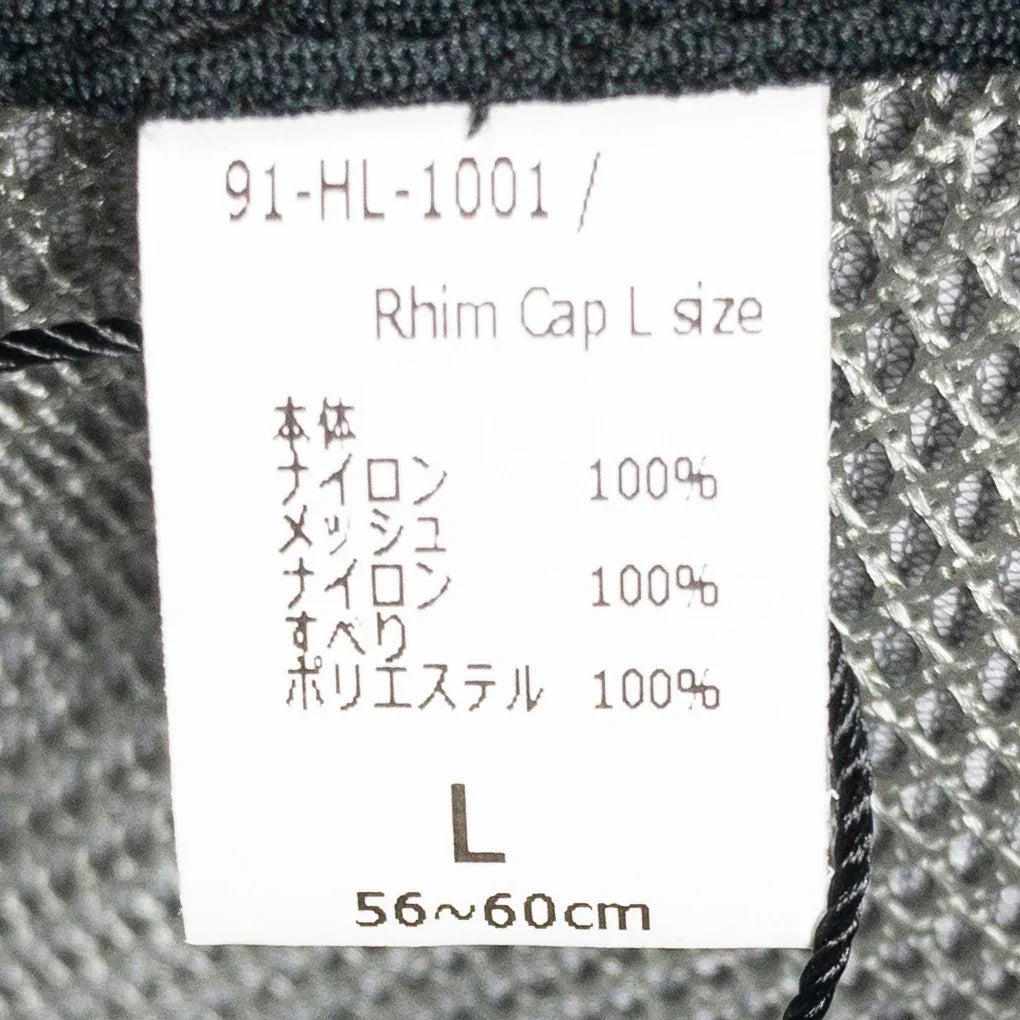 91-HL-1001 /
Rhim Cap L size
本体
ナイロン 100%
メッシュ
ナイロン 100%
すべり
ポリエステル 100%
L
56~60cm